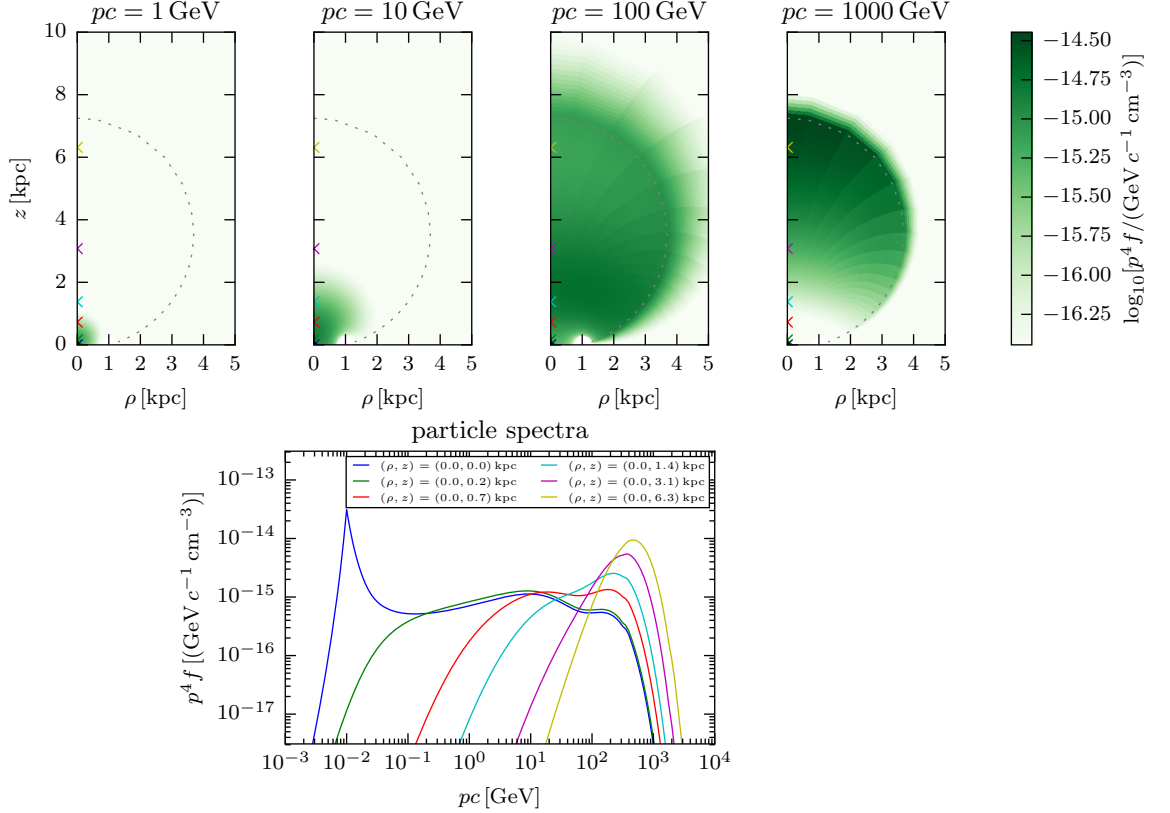 pc = 1 GeV pc = 10 GeV pc = 100 GeV pc = 1000 GeV
10
8
6
4
2
0
z [kpc]
0 1 2 3 4 5 0 1 2 3 4 5 0 1 2 3 4 5 0 1 2 3 4 5
ρ [kpc] ρ [kpc] ρ [kpc] ρ [kpc]
−14.50
−14.75
−15.00
−15.25
−15.50
−15.75
−16.00
−16.25
log₁₀[p⁴ f/(GeV c⁻¹ cm⁻³)]
particle spectra
(ρ, z) = (0.0, 0.0) kpc (ρ, z) = (0.0, 1.4) kpc
(ρ, z) = (0.0, 0.2) kpc (ρ, z) = (0.0, 3.1) kpc
(ρ, z) = (0.0, 0.7) kpc (ρ, z) = (0.0, 6.3) kpc
10⁻¹³
10⁻¹⁴
10⁻¹⁵
10⁻¹⁶
10⁻¹⁷
p⁴ f [(GeV c⁻¹ cm⁻³)]
10⁻³ 10⁻² 10⁻¹ 10⁰ 10¹ 10² 10³ 10⁴
pc [GeV]